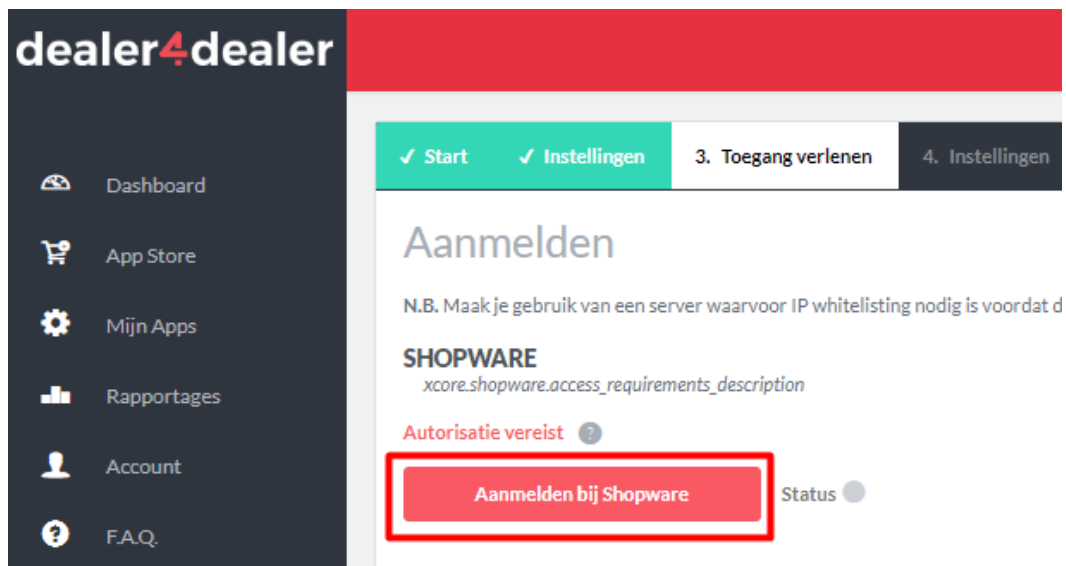 dealer4dealer
✓ Start ✓ Instellingen 3. Toegang verlenen 4. Instellingen
Dashboard
App Store
Mijn Apps
Rapportages
Account
F.A.Q.
Aanmelden
N.B. Maak je gebruik van een server waarvoor IP whitelisting nodig is voordat d
SHOPWARE
xcore.shopware.access_requirements_description
Autorisatie vereist ?
Aanmelden bij Shopware Status